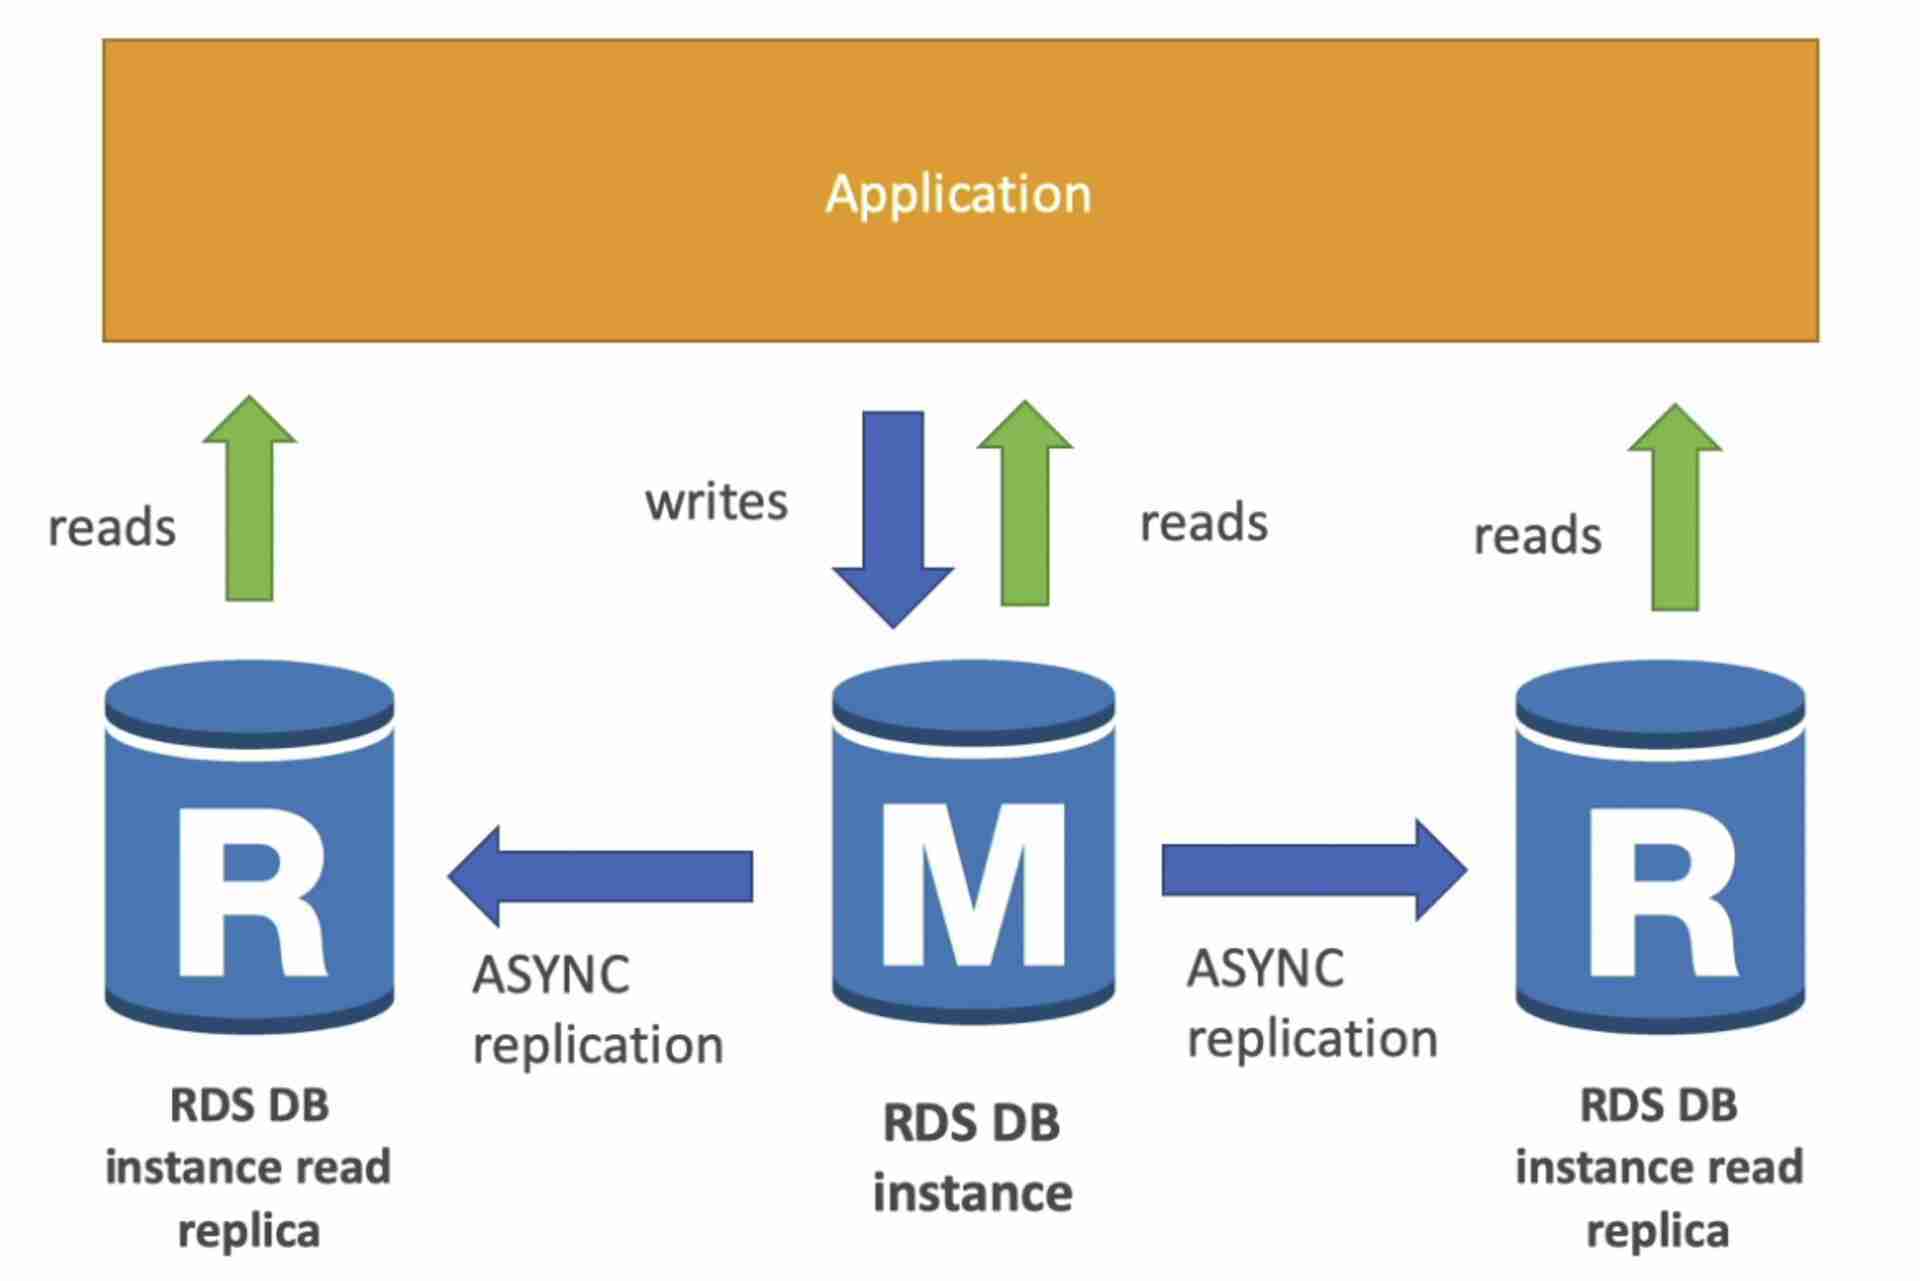 Application
reads
writes
reads
reads
R
M
R
ASYNC
replication
ASYNC
replication
RDS DB
instance read
replica
RDS DB
instance
RDS DB
instance read
replica